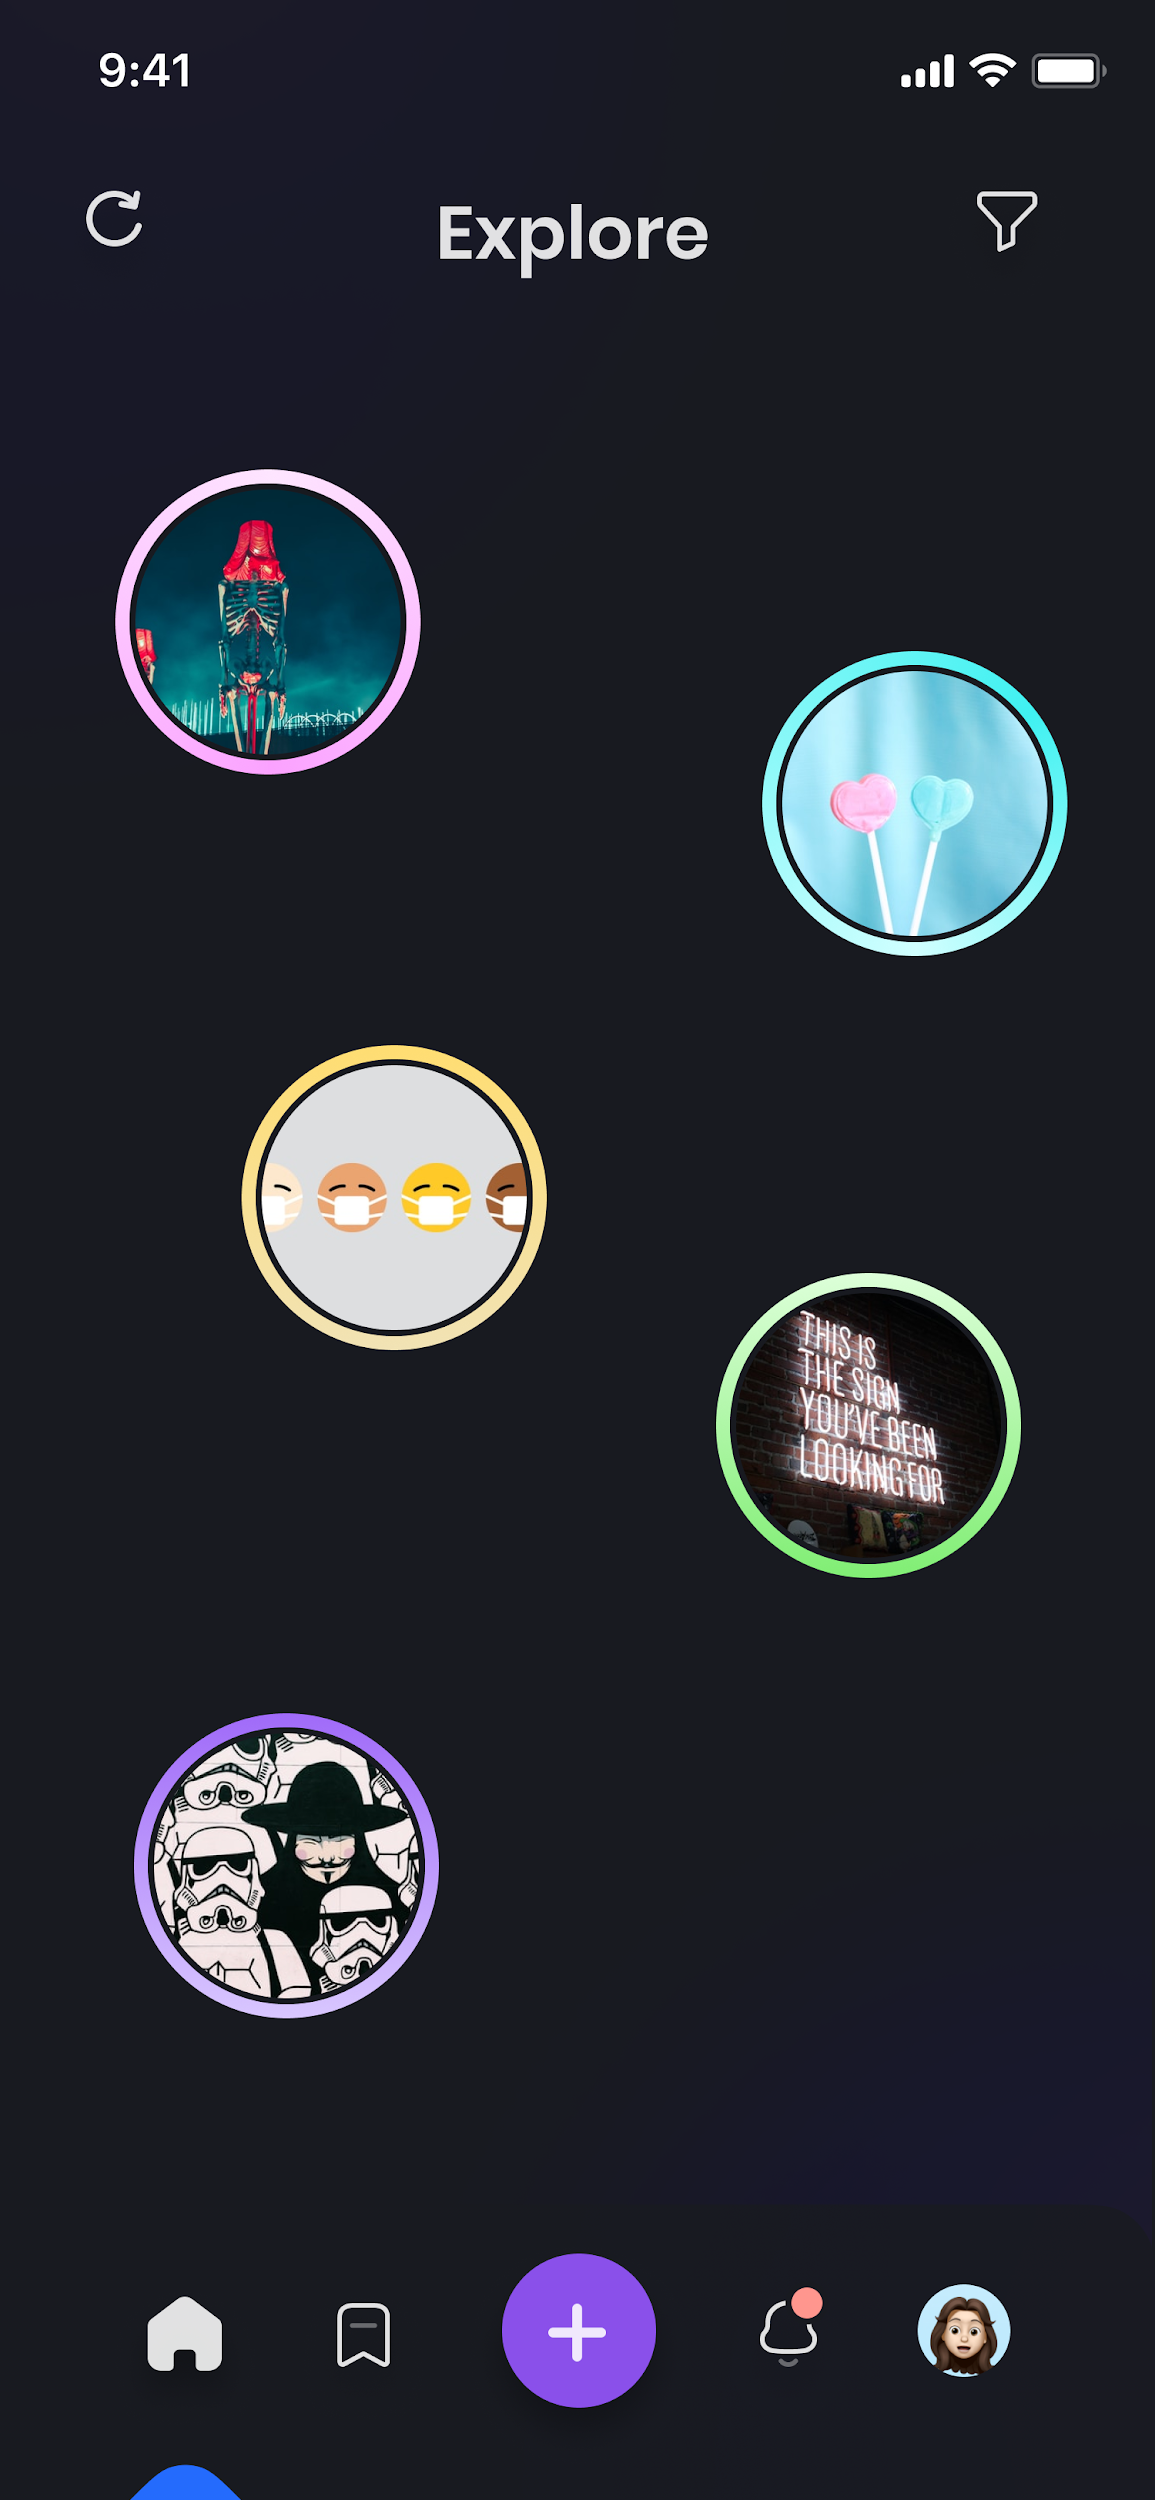 9:41
Explore
THIS IS
THE SIGN
YOU'VE BEEN
LOOKING FOR